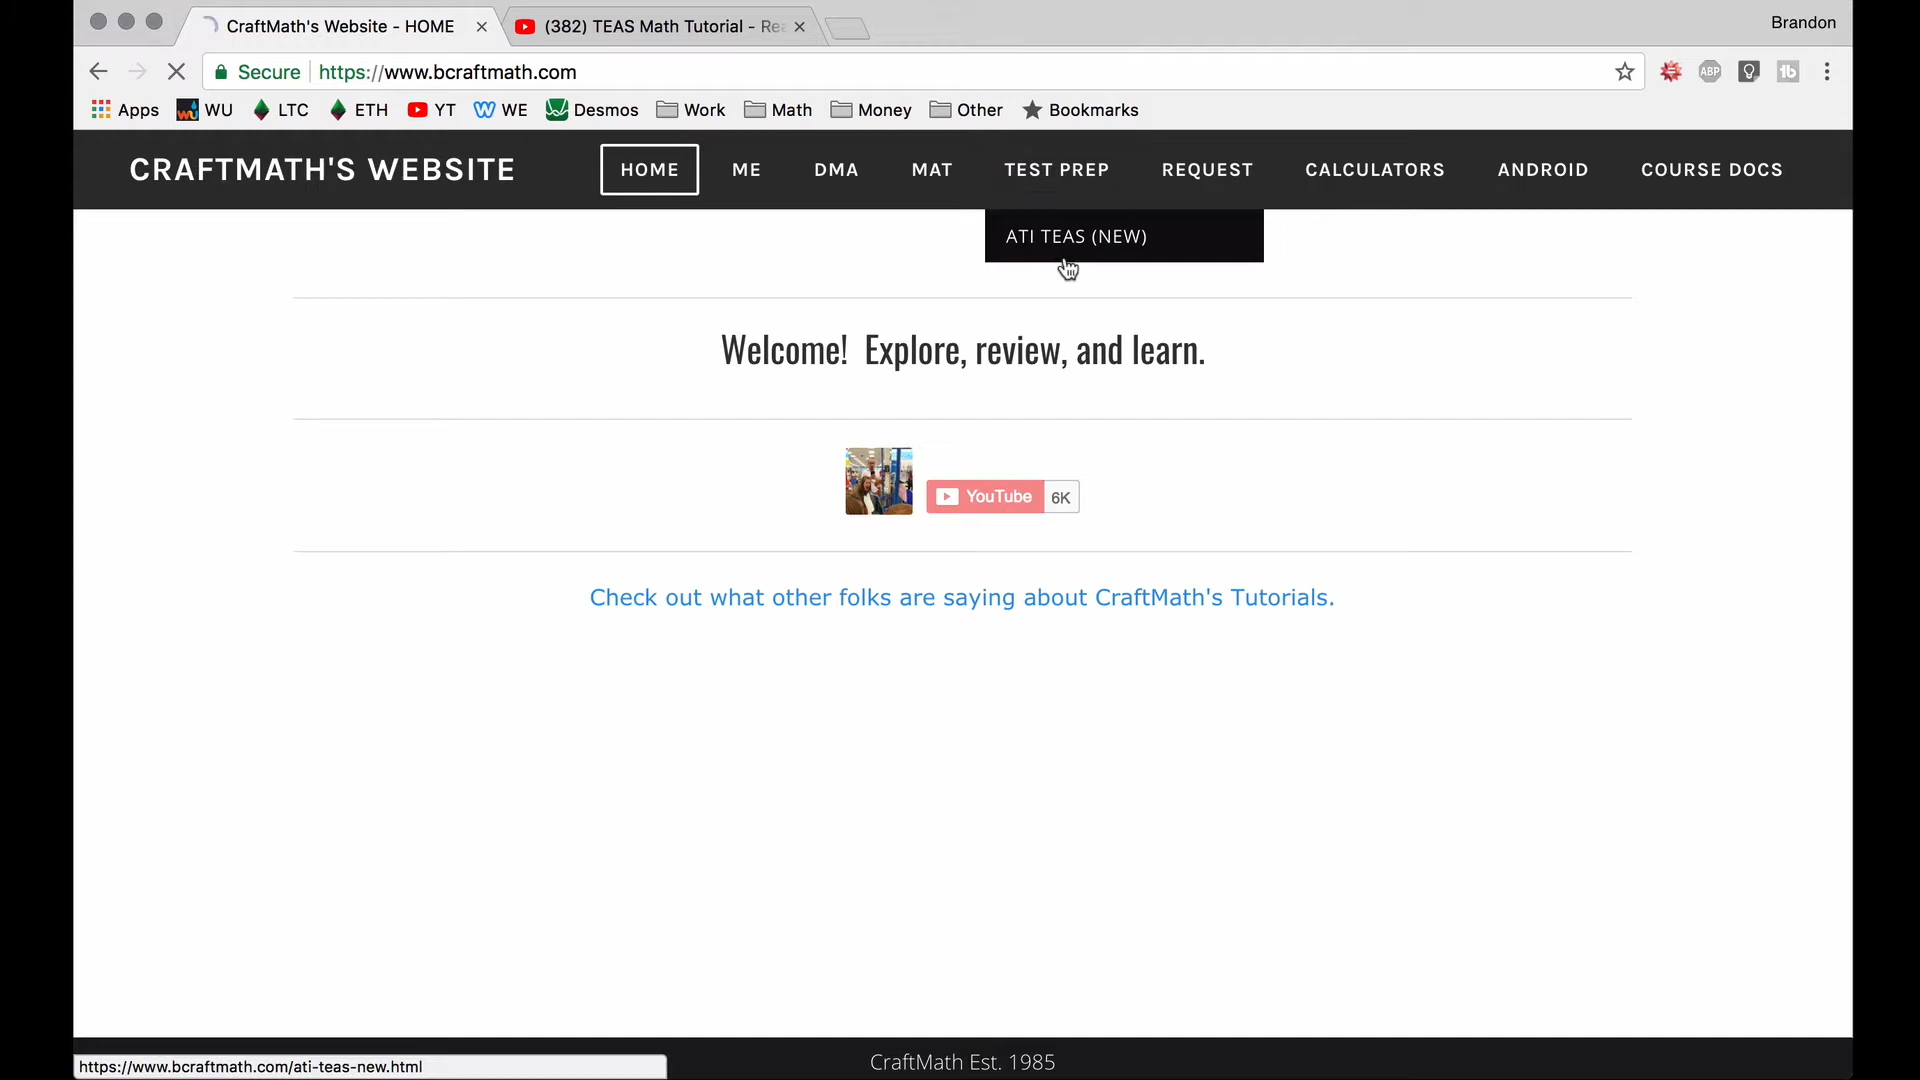 CraftMath's Website - HOME
(382) TEAS Math Tutorial - Rea
Brandon
Secure https://www.bcraftmath.com
ABP
Apps WU LTC ETH YT WE Desmos Work Math Money Other Bookmarks
CRAFTMATH'S WEBSITE
HOME ME DMA MAT TEST PREP REQUEST CALCULATORS ANDROID COURSE DOCS
ATI TEAS (NEW)
Welcome! Explore, review, and learn.
YouTube 6K
Check out what other folks are saying about CraftMath's Tutorials.
https://www.bcraftmath.com/ati-teas-new.html
CraftMath Est. 1985